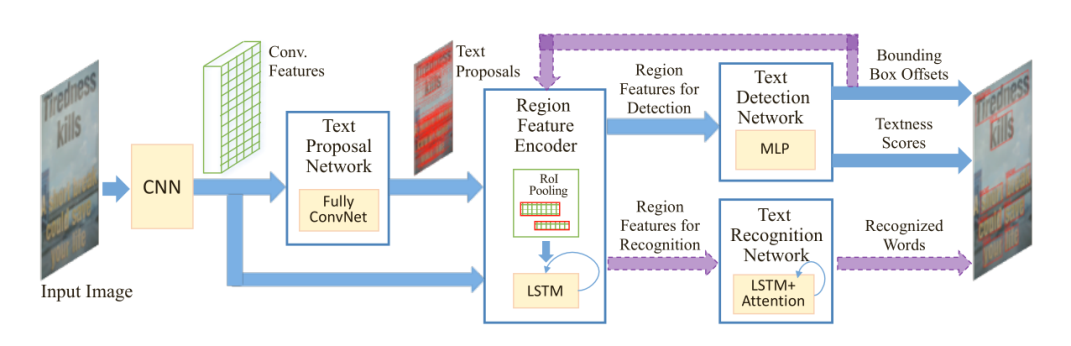 Conv.
Features
Text
Proposals
Tiredness
kills
Input Image
CNN
Text
Proposal
Network
Fully
ConvNet
Region
Feature
Encoder
RoI
Pooling
LSTM
Region
Features for
Detection
Text
Detection
Network
MLP
Bounding
Box Offsets
Textness
Scores
Region
Features for
Recognition
Text
Recognition
Network
LSTM+
Attention
Recognized
Words
Tiredness
kills